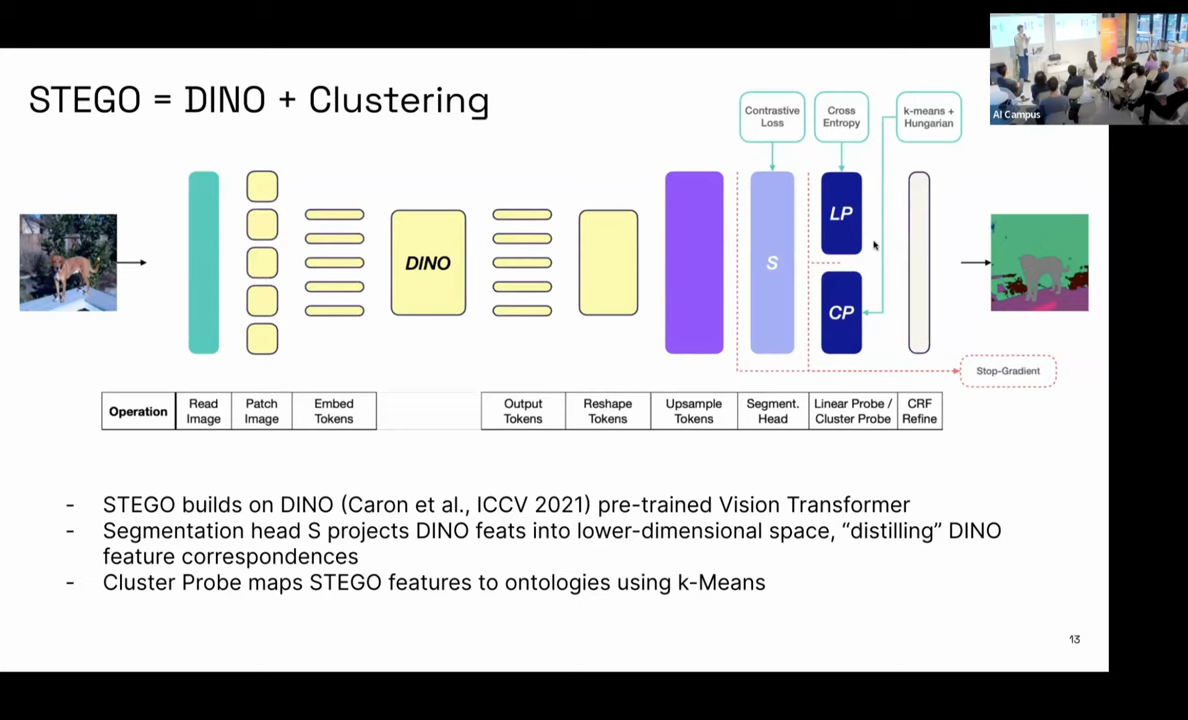 STEGO = DINO + Clustering
Contrastive
Loss
Cross
Entropy
k-means +
Hungarian
AI Campus
DINO
S
LP
CP
Stop-Gradient
Operation
Read
Image
Patch
Image
Embed
Tokens
Output
Tokens
Reshape
Tokens
Upsample
Tokens
Segment.
Head
Linear Probe /
Cluster Probe
CRF
Refine
- STEGO builds on DINO (Caron et al., ICCV 2021) pre-trained Vision Transformer
- Segmentation head S projects DINO feats into lower-dimensional space, “distilling” DINO
feature correspondences
- Cluster Probe maps STEGO features to ontologies using k-Means
13